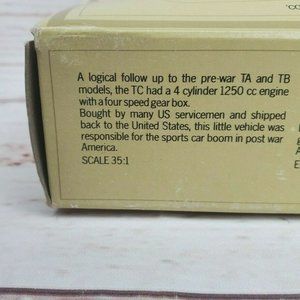 A logical follow up to the pre-war TA and TB
models, the TC had a 4 cylinder 1250 cc engine
with a four speed gear box.
Bought by many US servicemen and shipped
back to the United States, this little vehicle was
responsible for the sports car boom in post war
America.
SCALE 35:1